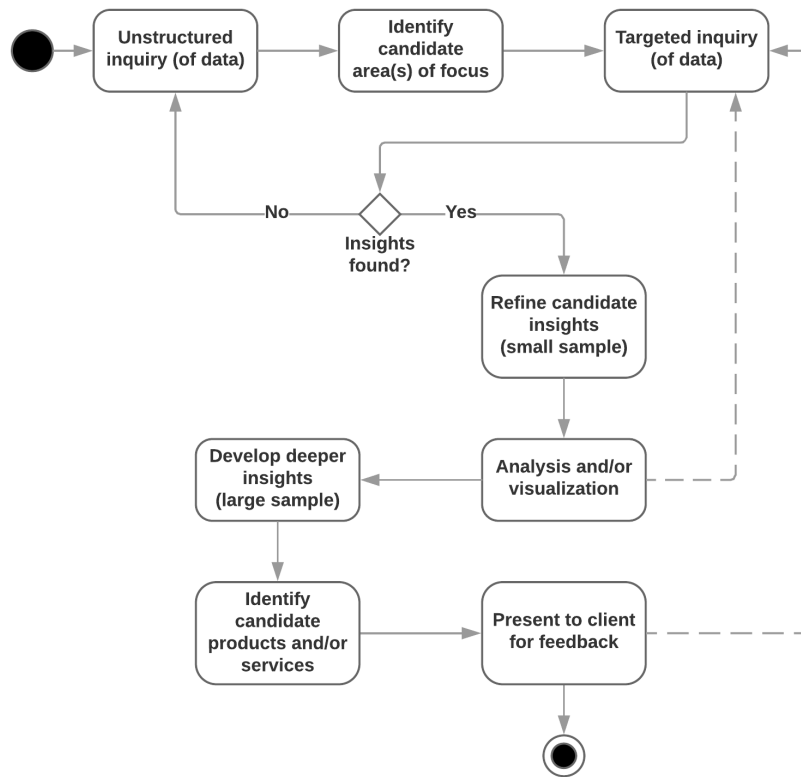 Unstructured
inquiry (of data)
Identify
candidate
area(s) of focus
Targeted inquiry
(of data)
No
Yes
Insights
found?
Refine candidate
insights
(small sample)
Develop deeper
insights
(large sample)
Analysis and/or
visualization
Identify
candidate
products and/or
services
Present to client
for feedback